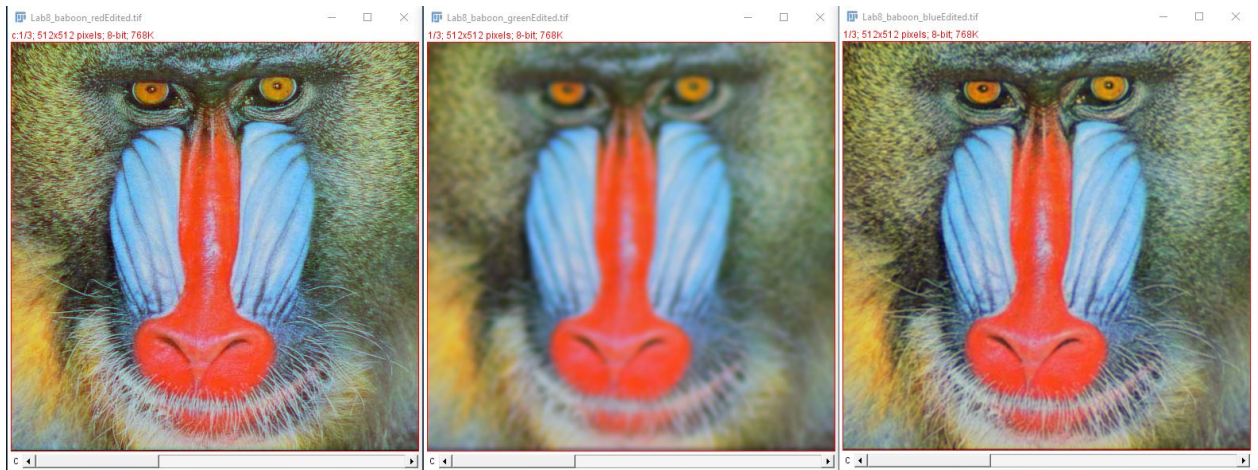 Lab8_baboon_redEdited.tif
c:1/3; 512x512 pixels; 8-bit; 768K
C
Lab8_baboon_greenEdited.tif
1/3; 512x512 pixels; 8-bit; 768K
C
Lab8_baboon_blueEdited.tif
1/3; 512x512 pixels; 8-bit; 768K
C